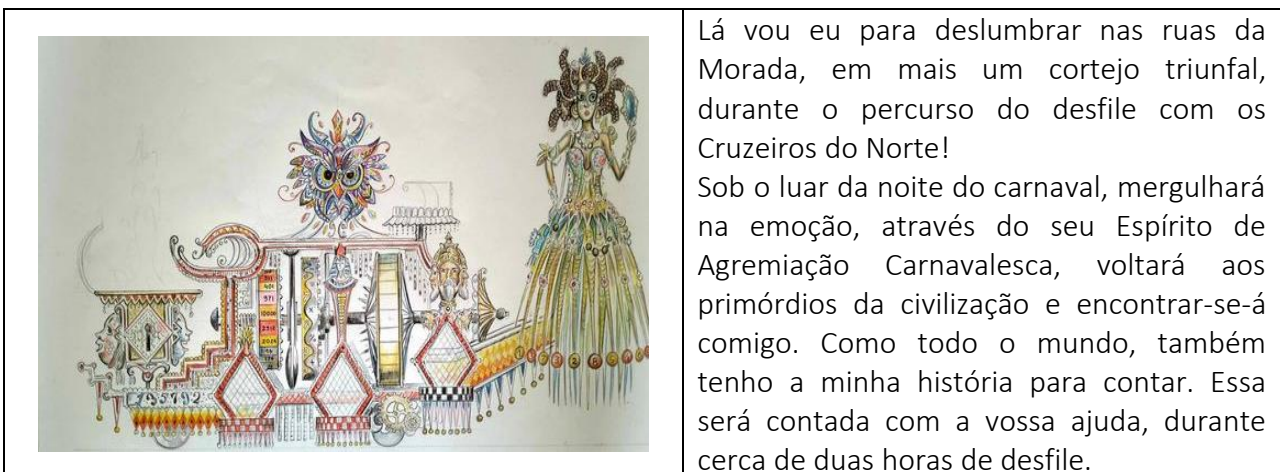 Lá vou eu para deslumbrar nas ruas da
Morada, em mais um cortejo triunfal,
durante o percurso do desfile com os
Cruzeiros do Norte!
Sob o luar da noite do carnaval, mergulhará
na emoção, através do seu Espírito de
Agremiação Carnavalesca, voltará aos
primórdios da civilização e encontrar-se-á
comigo. Como todo o mundo, também
tenho a minha história para contar. Essa
será contada com a vossa ajuda, durante
cerca de duas horas de desfile.